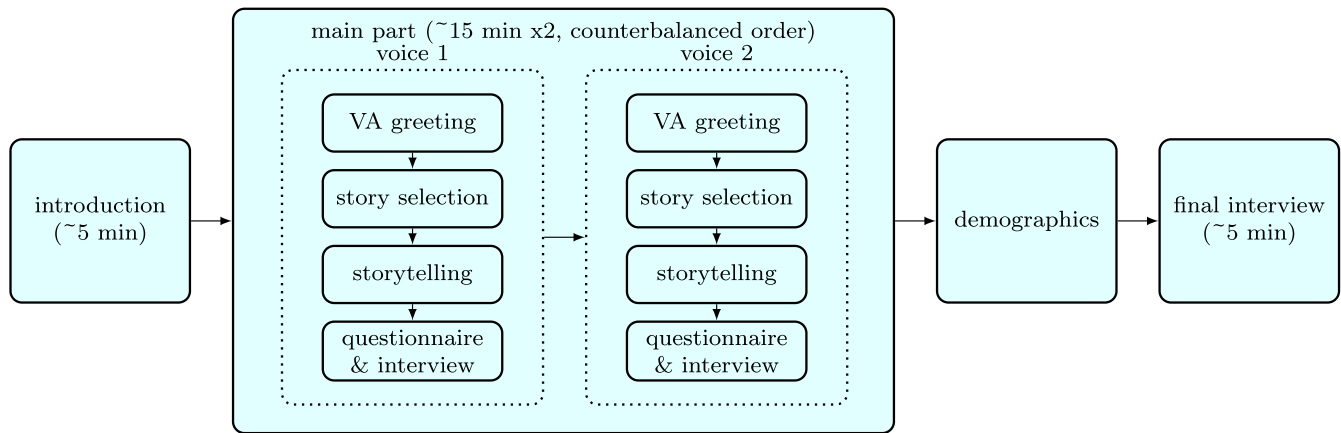 introduction
(~5 min)
main part (~15 min x2, counterbalanced order)
voice 1
VA greeting
story selection
storytelling
questionnaire
& interview
voice 2
VA greeting
story selection
storytelling
questionnaire
& interview
demographics
final interview
(~5 min)